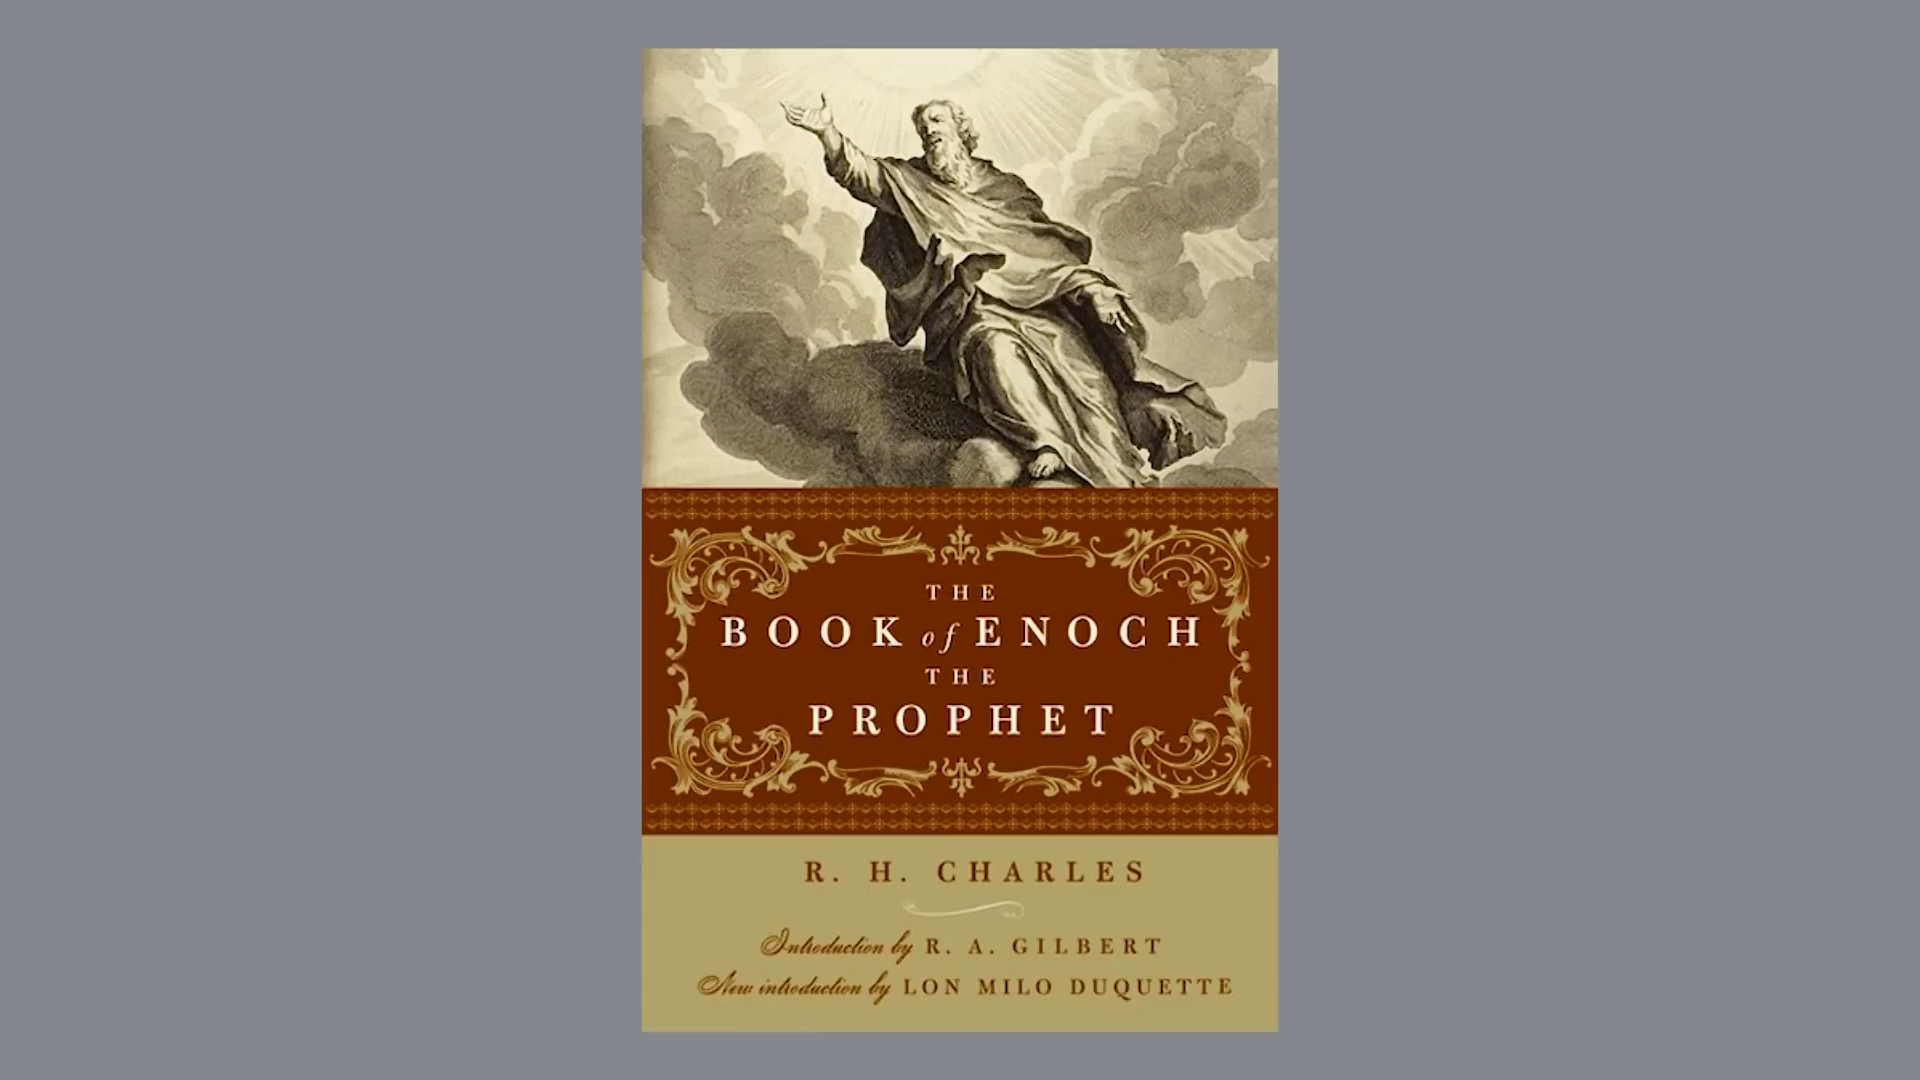 THE
BOOK of ENOCH
THE
PROPHET
R. H. CHARLES
Introduction by R. A. GILBERT
New introduction by LON MILO DUQUETTE